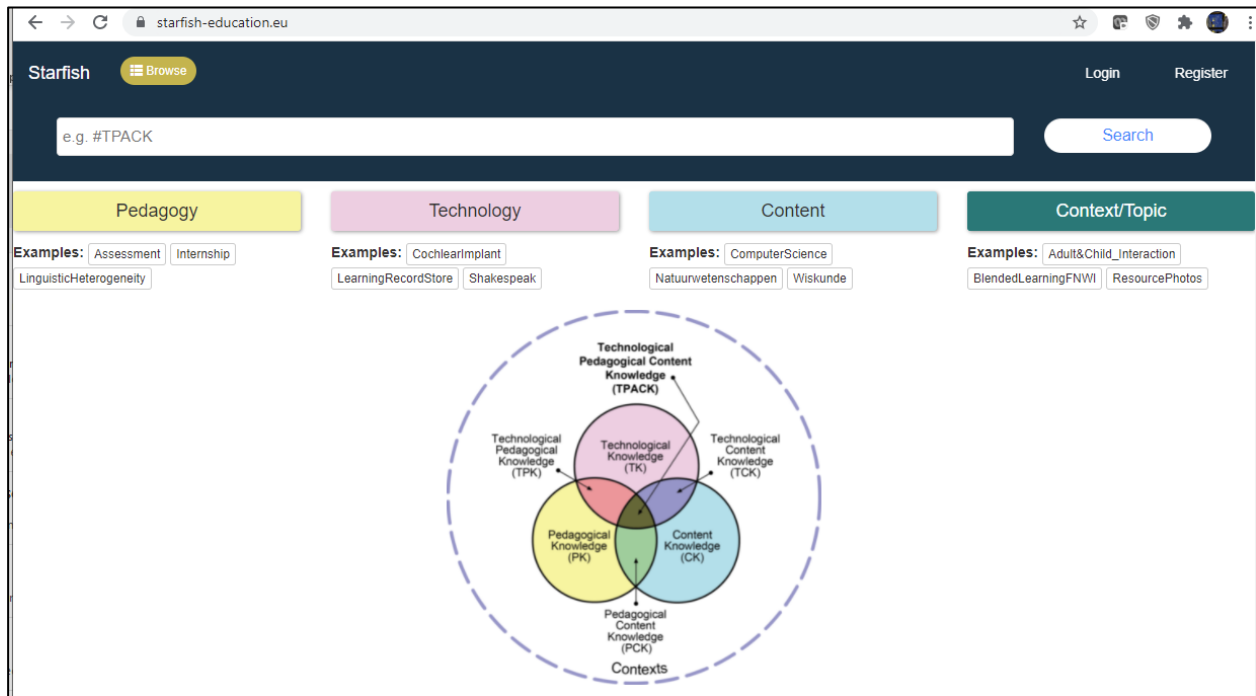 starfish-education.eu
Starfish
Browse
Login
Register
e.g. #TPACK
Search
Pedagogy
Technology
Content
Context/Topic
Examples: Assessment Internship
LinguisticHeterogeneity
Examples: CochlearImplant
LearningRecordStore Shakespeak
Examples: ComputerScience
Natuurwetenschappen Wiskunde
Examples: Adult&Child_Interaction
BlendedLearningFNWI ResourcePhotos
Technological
Pedagogical Content
Knowledge
(TPACK)
Technological
Pedagogical
Knowledge
(TPK)
Technological
Knowledge
(TK)
Technological
Content
Knowledge
(TCK)
Pedagogical
Knowledge
(PK)
Content
Knowledge
(CK)
Pedagogical
Content
Knowledge
(PCK)
Contexts